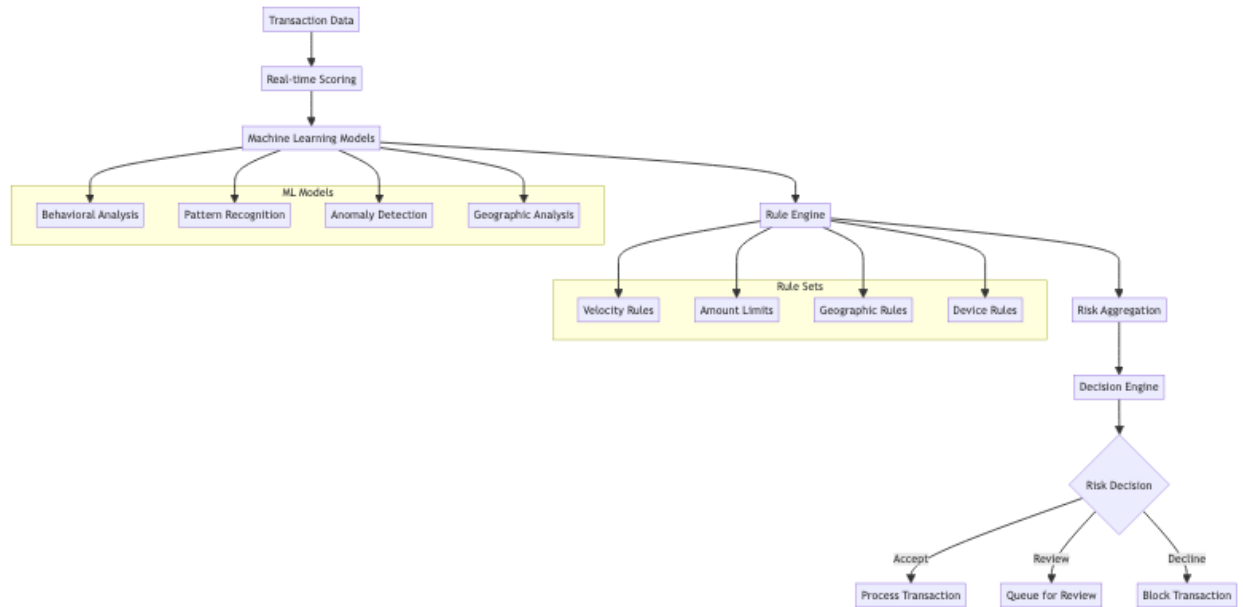 Transaction Data
Real-time Scoring
Machine Learning Models
ML Models
Behavioral Analysis
Pattern Recognition
Anomaly Detection
Geographic Analysis
Rule Engine
Rule Sets
Velocity Rules
Amount Limits
Geographic Rules
Device Rules
Risk Aggregation
Decision Engine
Risk Decision
Accept
Review
Decline
Process Transaction
Queue for Review
Block Transaction